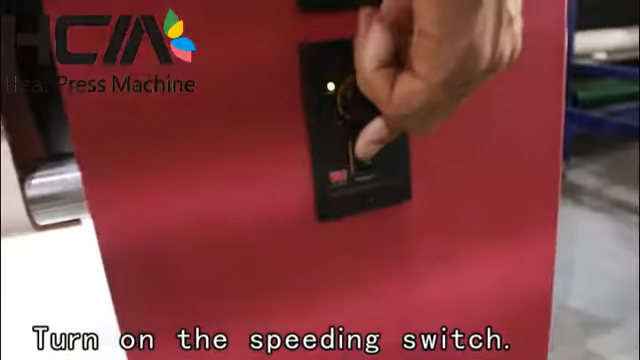 HCM
Heat Press Machine
Turn on the speeding switch.